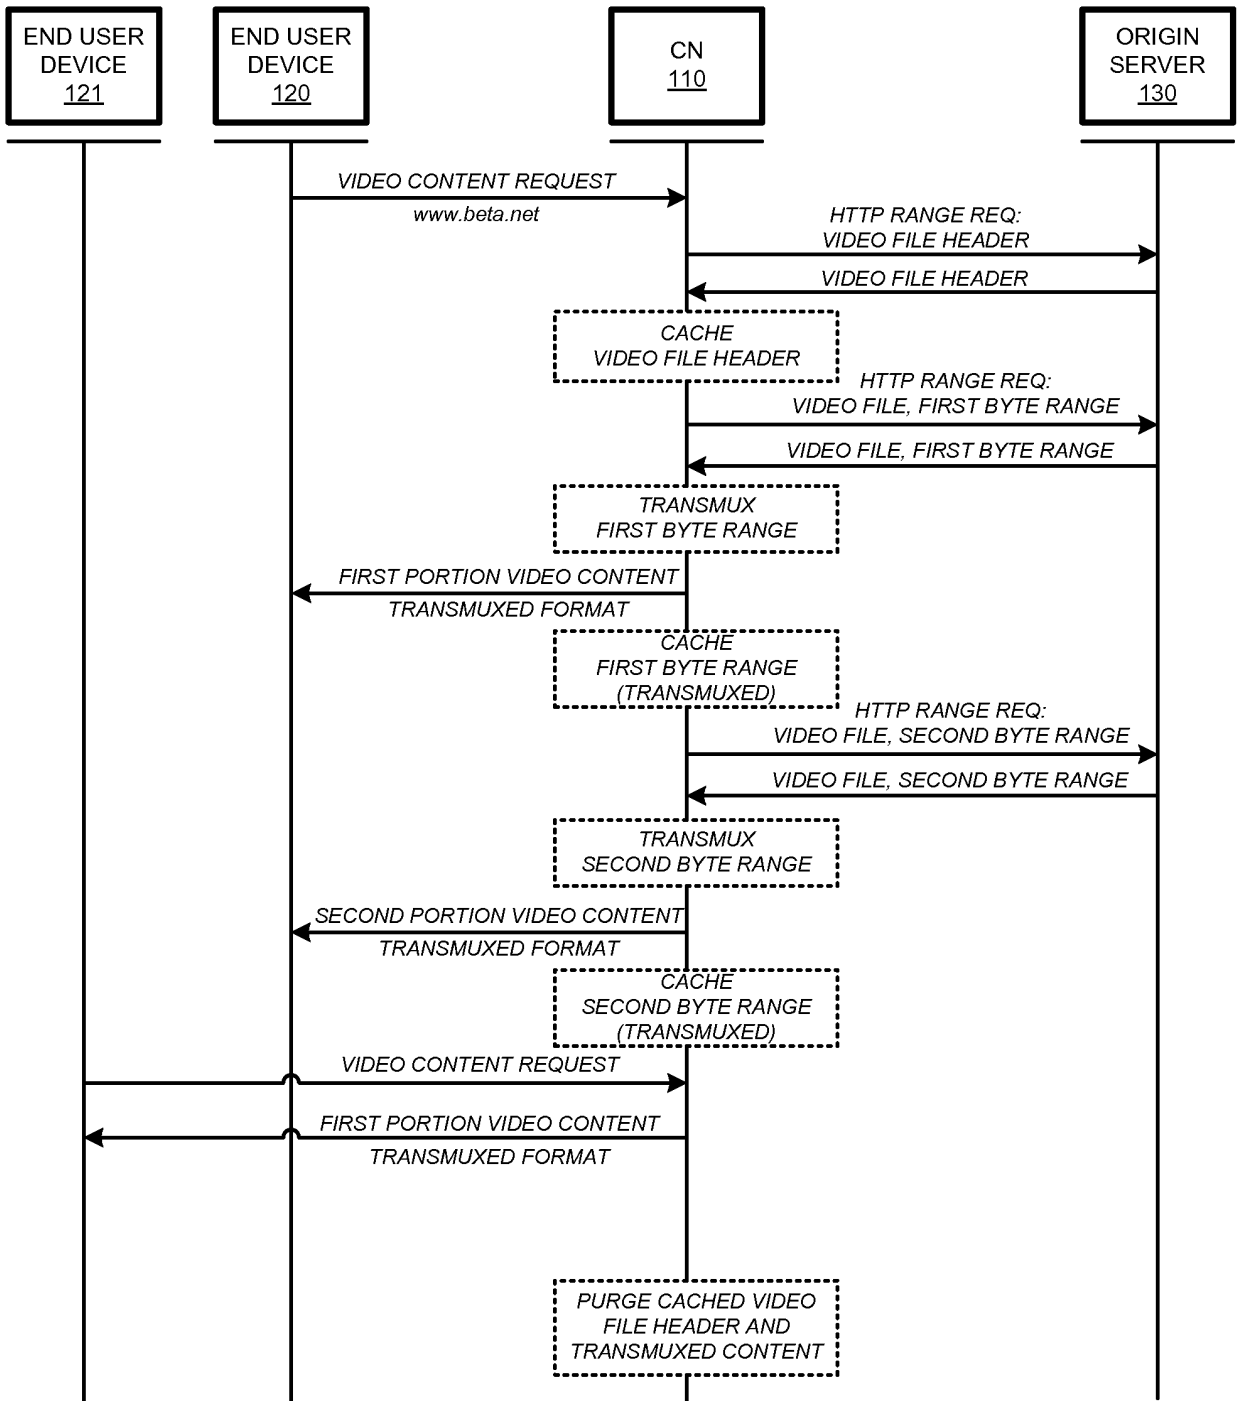 END USER
DEVICE
121
END USER
DEVICE
120
CN
110
ORIGIN
SERVER
130
VIDEO CONTENT REQUEST
www.beta.net
HTTP RANGE REQ:
VIDEO FILE HEADER
VIDEO FILE HEADER
CACHE
VIDEO FILE HEADER
HTTP RANGE REQ:
VIDEO FILE, FIRST BYTE RANGE
VIDEO FILE, FIRST BYTE RANGE
TRANSMUX
FIRST BYTE RANGE
FIRST PORTION VIDEO CONTENT
TRANSMUXED FORMAT
CACHE
FIRST BYTE RANGE
(TRANSMUXED)
HTTP RANGE REQ:
VIDEO FILE, SECOND BYTE RANGE
VIDEO FILE, SECOND BYTE RANGE
TRANSMUX
SECOND BYTE RANGE
SECOND PORTION VIDEO CONTENT
TRANSMUXED FORMAT
CACHE
SECOND BYTE RANGE
(TRANSMUXED)
VIDEO CONTENT REQUEST
FIRST PORTION VIDEO CONTENT
TRANSMUXED FORMAT
PURGE CACHED VIDEO
FILE HEADER AND
TRANSMUXED CONTENT